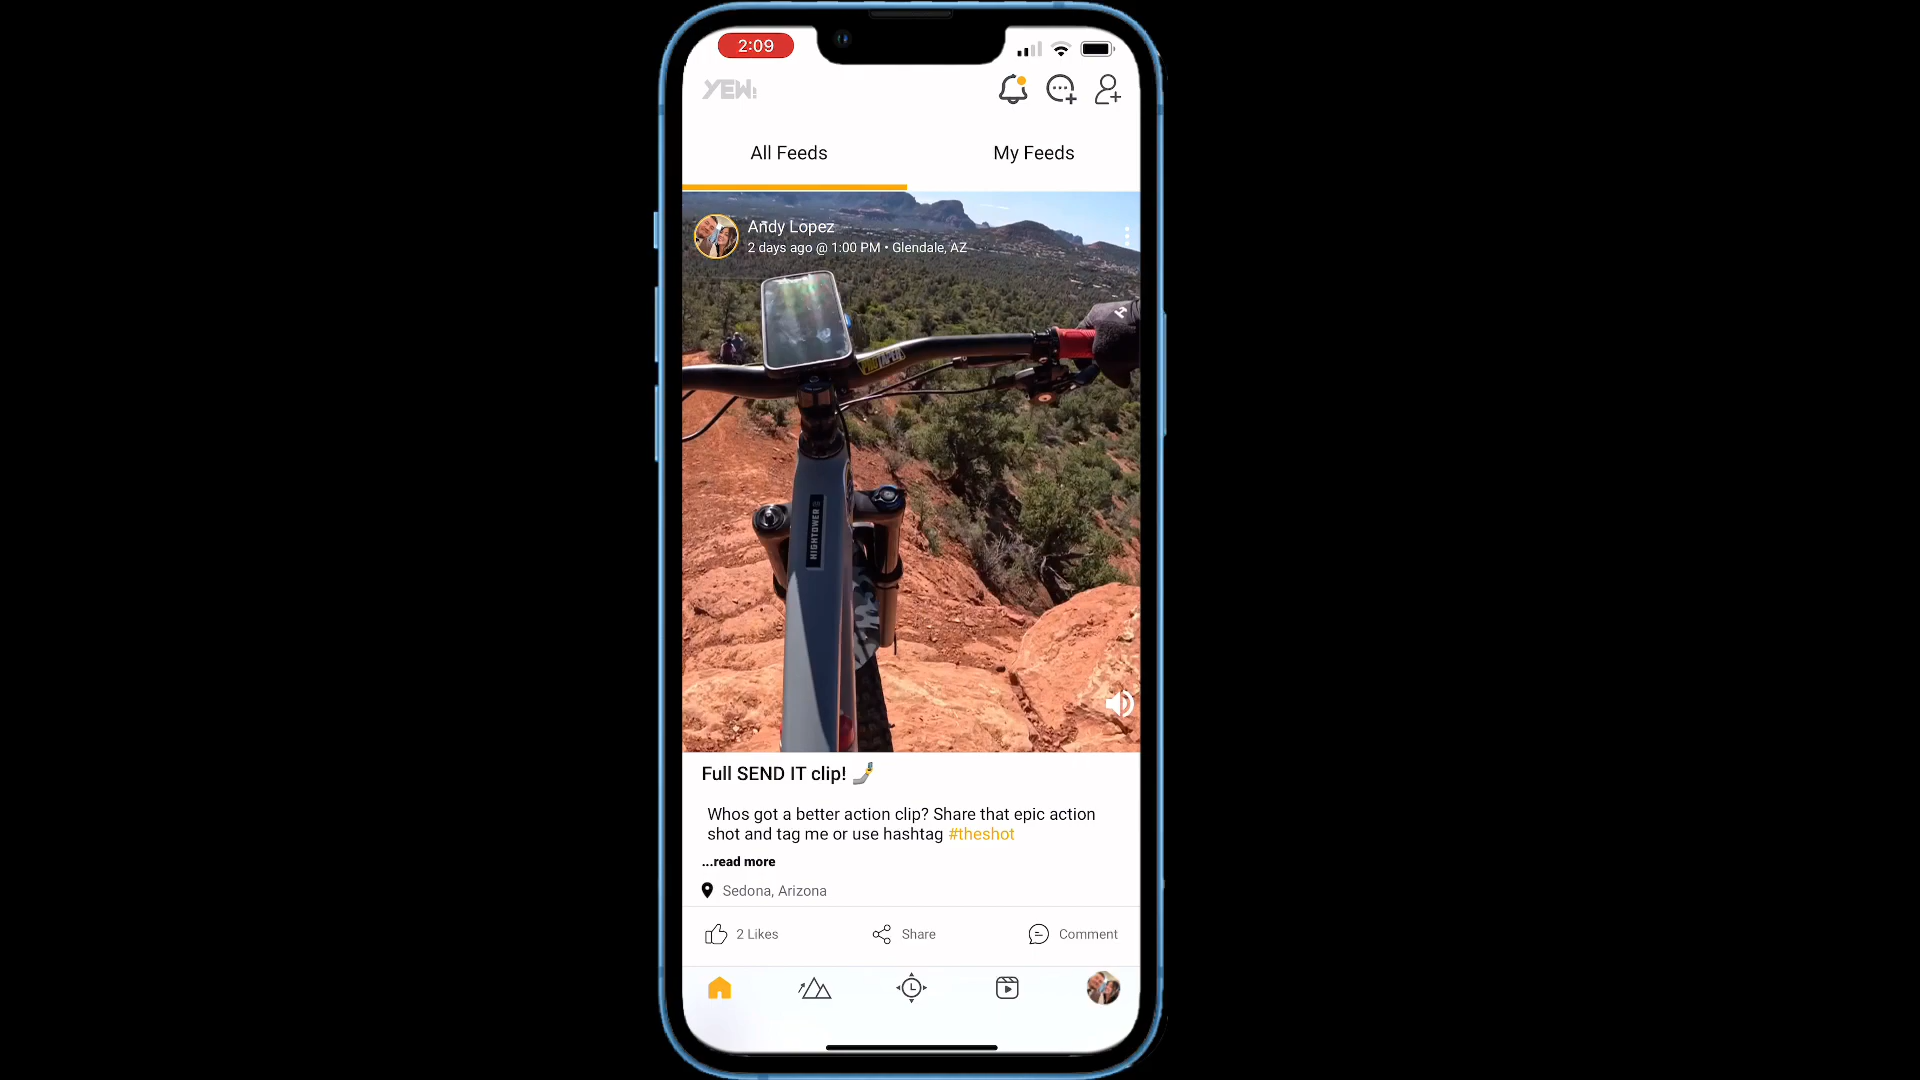 2:09
YEW!
All Feeds
My Feeds
Andy Lopez
2 days ago @ 1:00 PM • Glendale, AZ
PROTAPER
HIGHTOWER
Full SEND IT clip! 🤳
Whos got a better action clip? Share that epic action
shot and tag me or use hashtag #theshot
...read more
Sedona, Arizona
2 Likes
Share
Comment